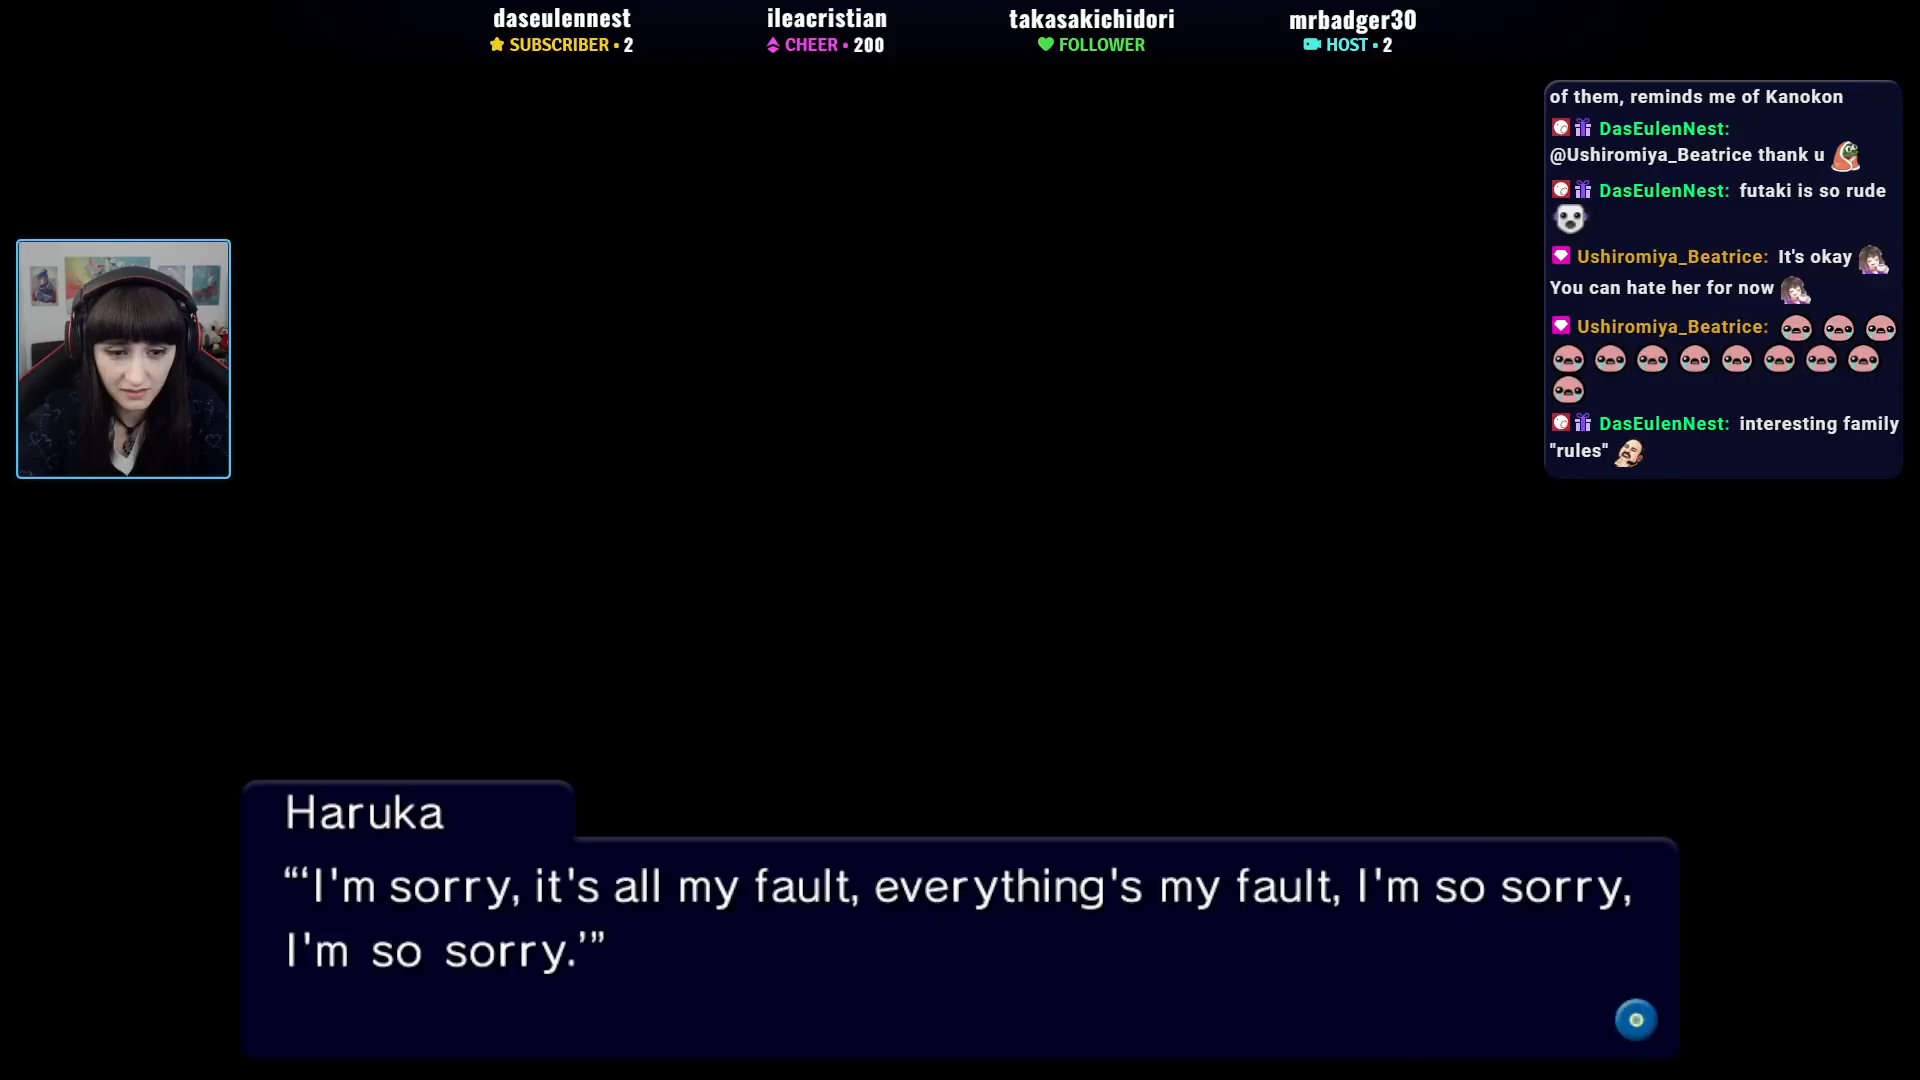 daseulennest
SUBSCRIBER • 2
ileacristian
CHEER • 200
takasakichidori
FOLLOWER
mrbadger30
HOST • 2
of them, reminds me of Kanokon
DasEulenNest:
@Ushiromiya_Beatrice thank u
DasEulenNest: futaki is so rude
Ushiromiya_Beatrice: It's okay
You can hate her for now
Ushiromiya_Beatrice:
DasEulenNest: interesting family
"rules"
Haruka
“‘I'm sorry, it's all my fault, everything's my fault, I'm so sorry,
I'm so sorry.’”